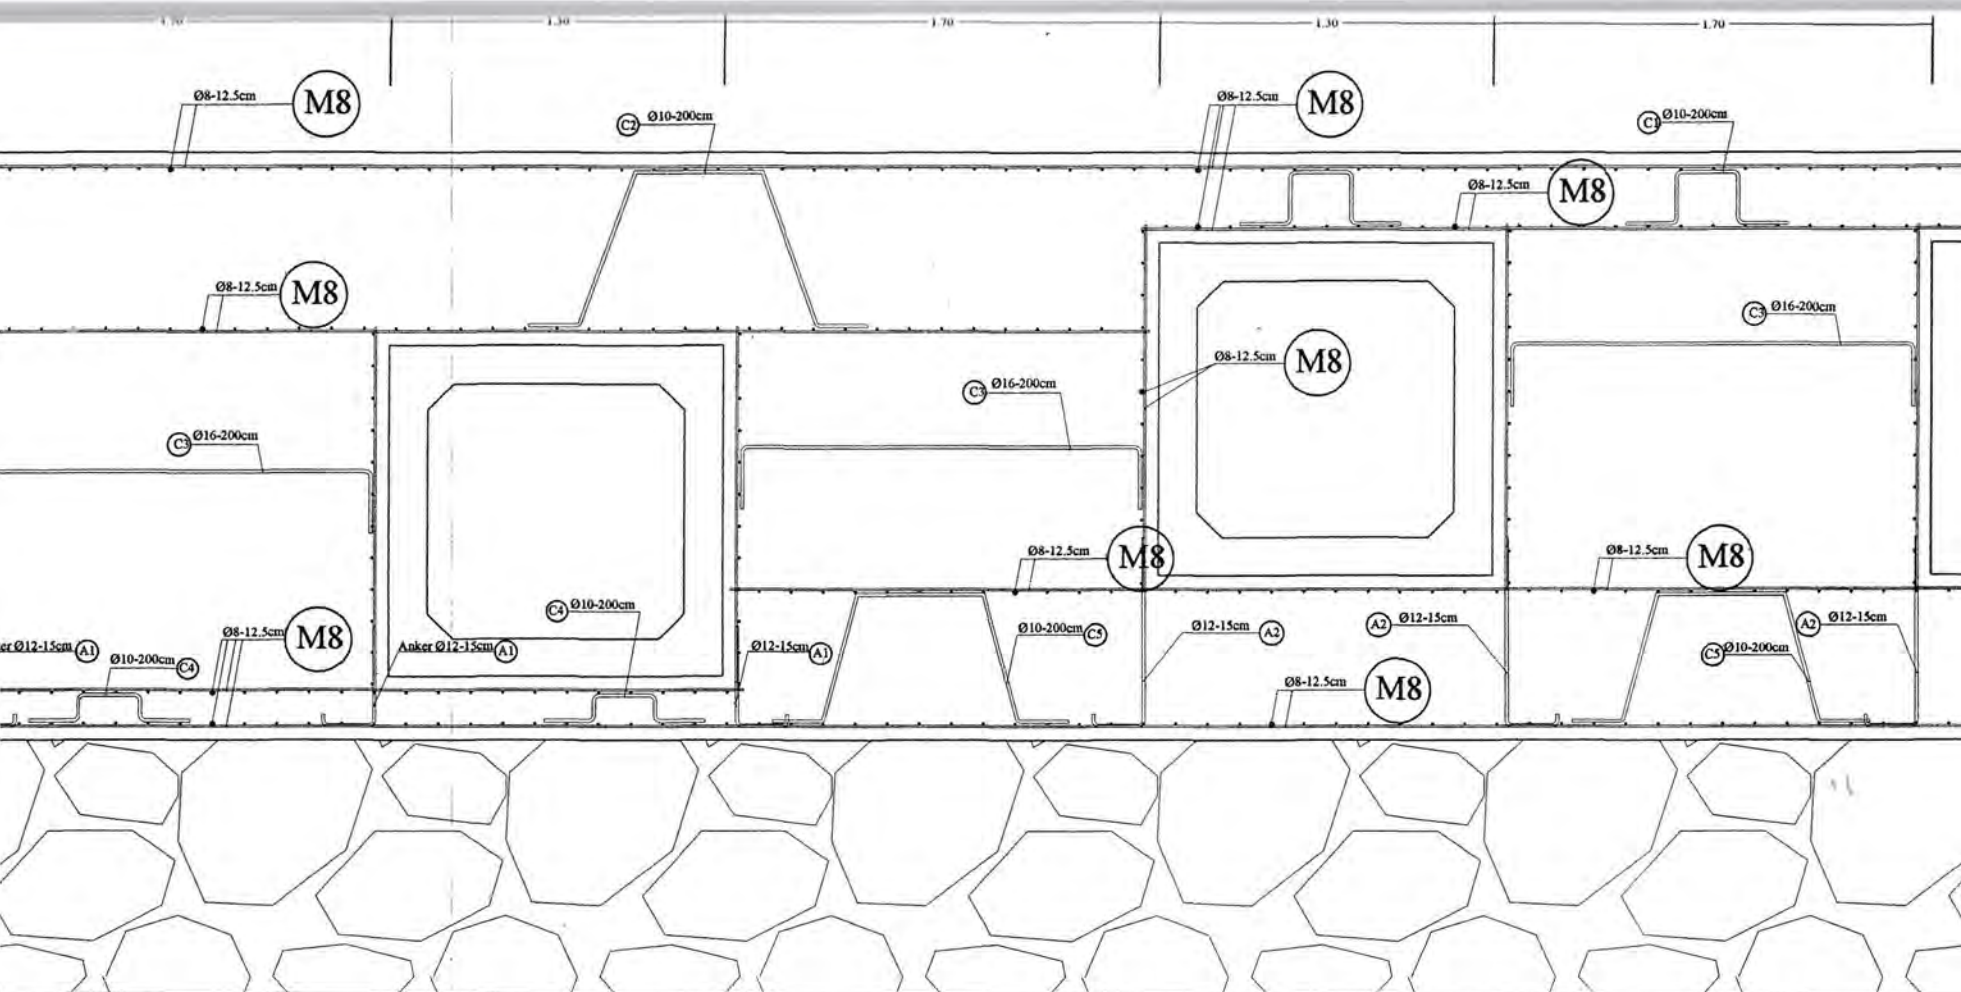 1.70 1.30 1.70 1.30 1.70
Ø8-12.5cm M8
C2 Ø10-200cm
Ø8-12.5cm M8
C1 Ø10-200cm
Ø8-12.5cm M8
Ø8-12.5cm M8
C3 Ø16-200cm
Ø8-12.5cm M8
C3 Ø16-200cm
C3 Ø16-200cm
Ø8-12.5cm M8
Ø8-12.5cm M8
C4 Ø10-200cm
Ø8-12.5cm M8
Ø10-200cm C5
Ø12-15cm A2
A2 Ø12-15cm
A2 Ø12-15cm
er Ø12-15cm A1
Anker Ø12-15cm A1
Ø12-15cm A1
C5 Ø10-200cm
Ø10-200cm C4
Ø8-12.5cm M8